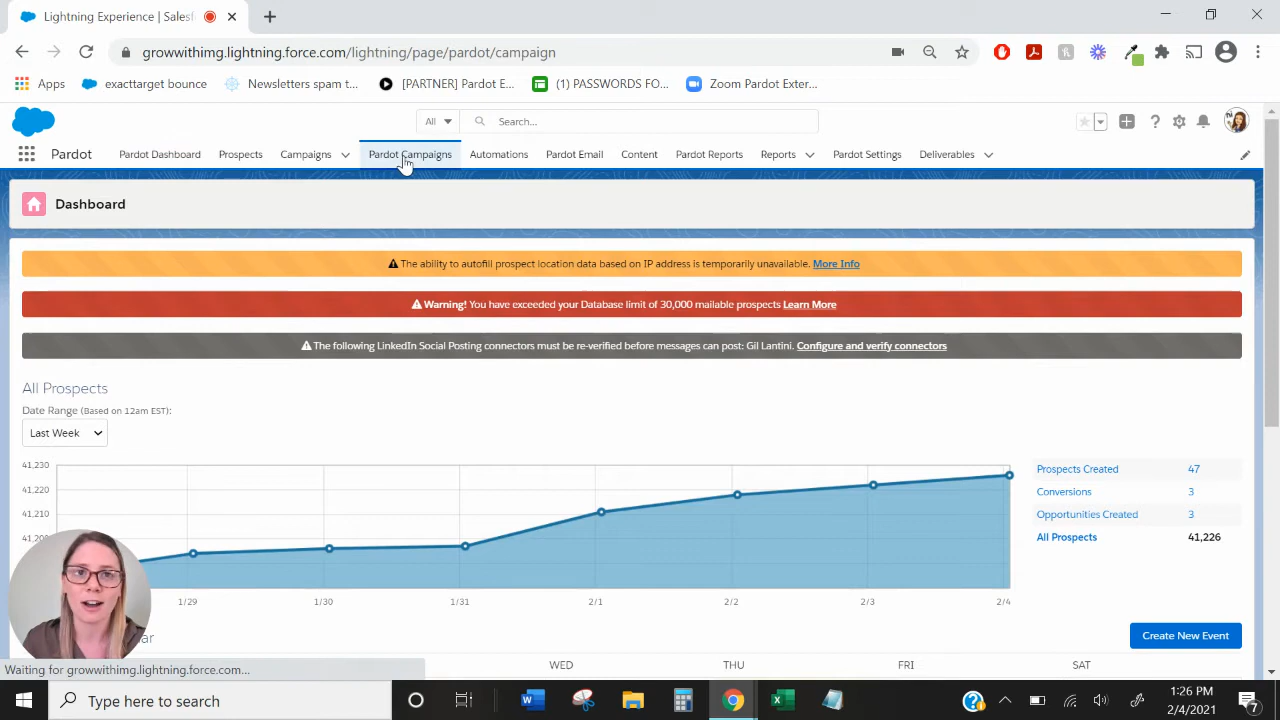 Lightning Experience | Sales
growwithimg.lightning.force.com/lightning/page/pardot/campaign
Apps
exacttarget bounce
Newsletters spam t...
[PARTNER] Pardot E...
(1) PASSWORDS FO...
Zoom Pardot Exter...
All
Search...
Pardot
Pardot Dashboard
Prospects
Campaigns
Pardot Campaigns
Automations
Pardot Email
Content
Pardot Reports
Reports
Pardot Settings
Deliverables
Dashboard
The ability to autofill prospect location data based on IP address is temporarily unavailable. More Info
Warning! You have exceeded your Database limit of 30,000 mailable prospects Learn More
The following LinkedIn Social Posting connectors must be re-verified before messages can post: Gil Lantini. Configure and verify connectors
All Prospects
Date Range (Based on 12am EST):
Last Week
41,230
41,220
41,210
41,200
1/29
1/30
1/31
2/1
2/2
2/3
2/4
Prospects Created 47
Conversions 3
Opportunities Created 3
All Prospects 41,226
ar
Create New Event
Waiting for growwithimg.lightning.force.com...
WED
THU
FRI
SAT
Type here to search
1:26 PM
2/4/2021
7